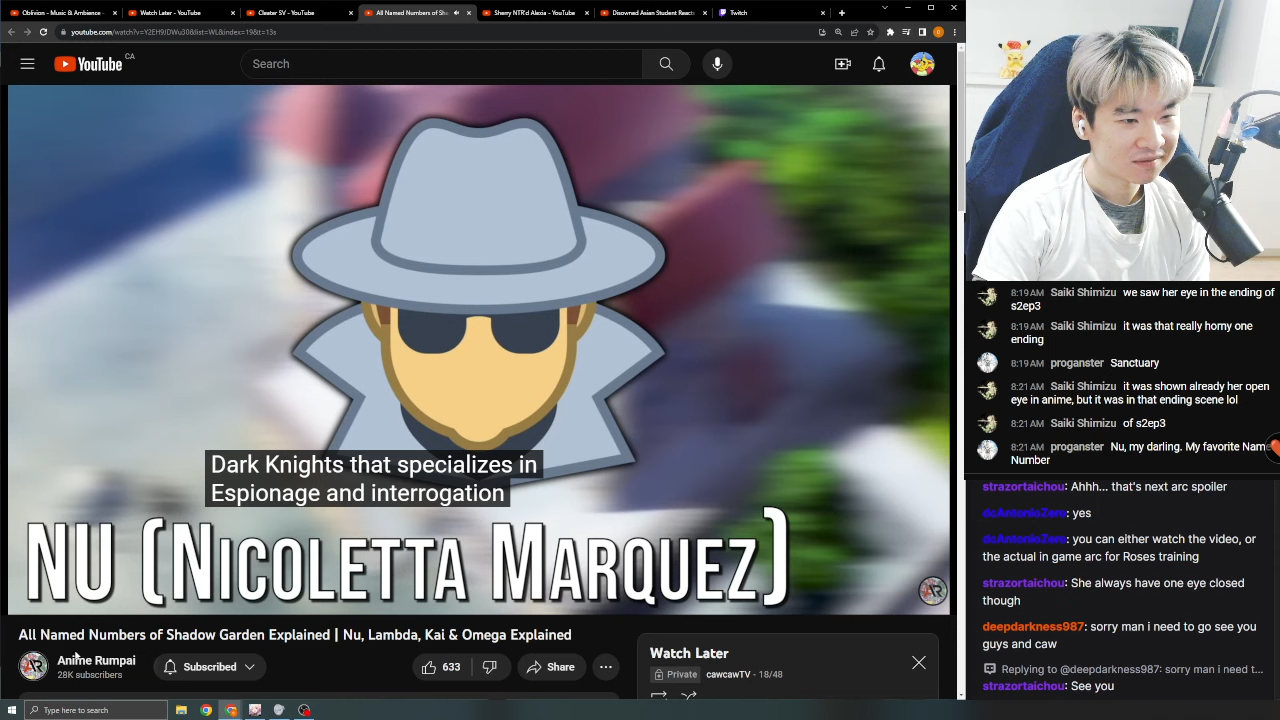 Oblivion - Music & Ambience
Watch Later - YouTube
Cleater SV - YouTube
All Named Numbers of Sh
Sherry NTR'd Alexia - YouTube
Disowned Asian Student React
Twitch
youtube.com/watch?v=Y2EH9JDWu30&list=WL&index=19&t=13s
YouTube CA
Search
Dark Knights that specializes in
Espionage and interrogation
NU (NICOLETTA MARQUEZ)
AR
All Named Numbers of Shadow Garden Explained | Nu, Lambda, Kai & Omega Explained
AR
Anime Rumpai
28K subscribers
Subscribed
633
Share
Watch Later
Private cawcawTV - 18/48
8:19 AM Saiki Shimizu we saw her eye in the ending of
s2ep3
8:19 AM Saiki Shimizu it was that really horny one
ending
8:19 AM proganster Sanctuary
8:21 AM Saiki Shimizu it was shown already her open
eye in anime, but it was in that ending scene lol
8:21 AM Saiki Shimizu of s2ep3
8:21 AM proganster Nu, my darling. My favorite Name
Number
strazortaichou: Ahhh... that's next arc spoiler
dcAntonioZero: yes
dcAntonioZero: you can either watch the video, or
the actual in game arc for Roses training
strazortaichou: She always have one eye closed
though
deepdarkness987: sorry man i need to go see you
guys and caw
Replying to @deepdarkness987: sorry man i need t...
strazortaichou: See you
Type here to search